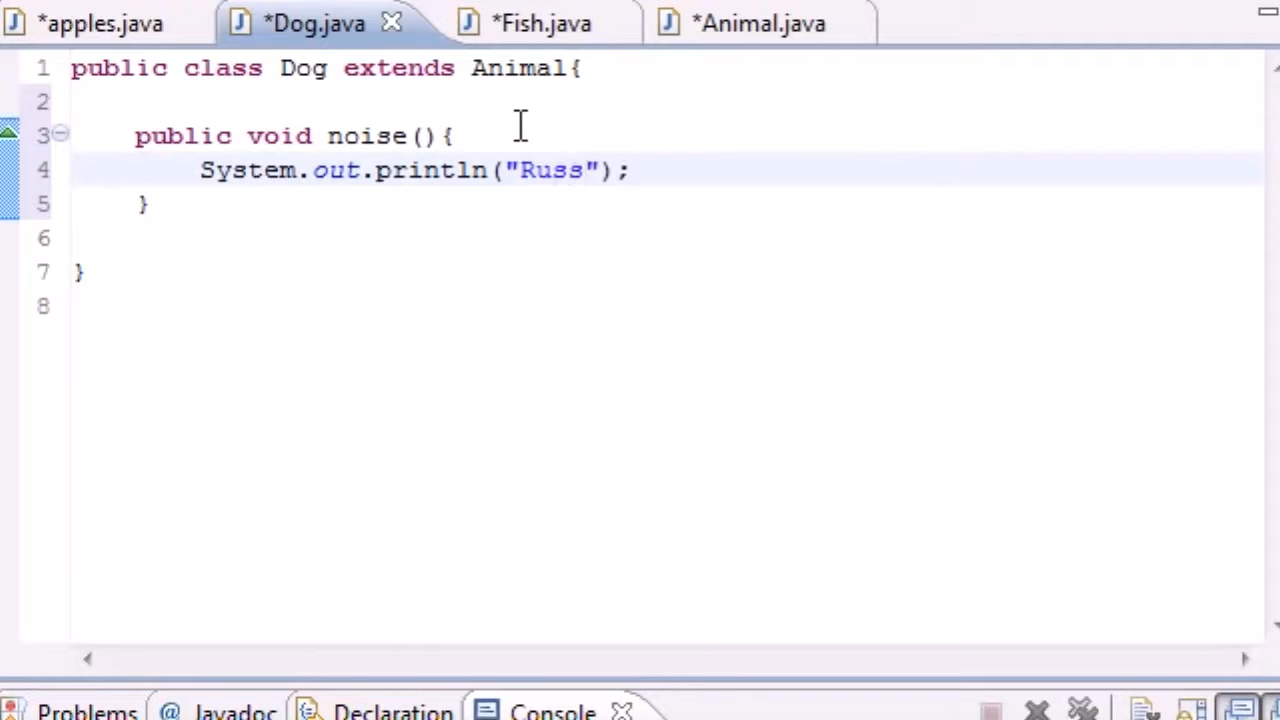 *apples.java *Dog.java *Fish.java *Animal.java
1 public class Dog extends Animal{
2
3 public void noise(){
4 System.out.println("Russ");
5 }
6
7 }
8
Problems @ Javadoc Declaration Console